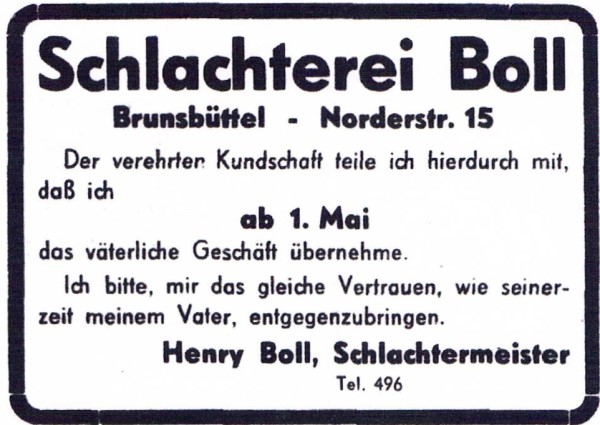 Schlachterei Boll
Brunsbüttel - Norderstr. 15
Der verehrten Kundschaft teile ich hierdurch mit,
daß ich
ab 1. Mai
das väterliche Geschäft übernehme.
Ich bitte, mir das gleiche Vertrauen, wie seiner-
zeit meinem Vater, entgegenzubringen.
Henry Boll, Schlachtermeister
Tel. 496